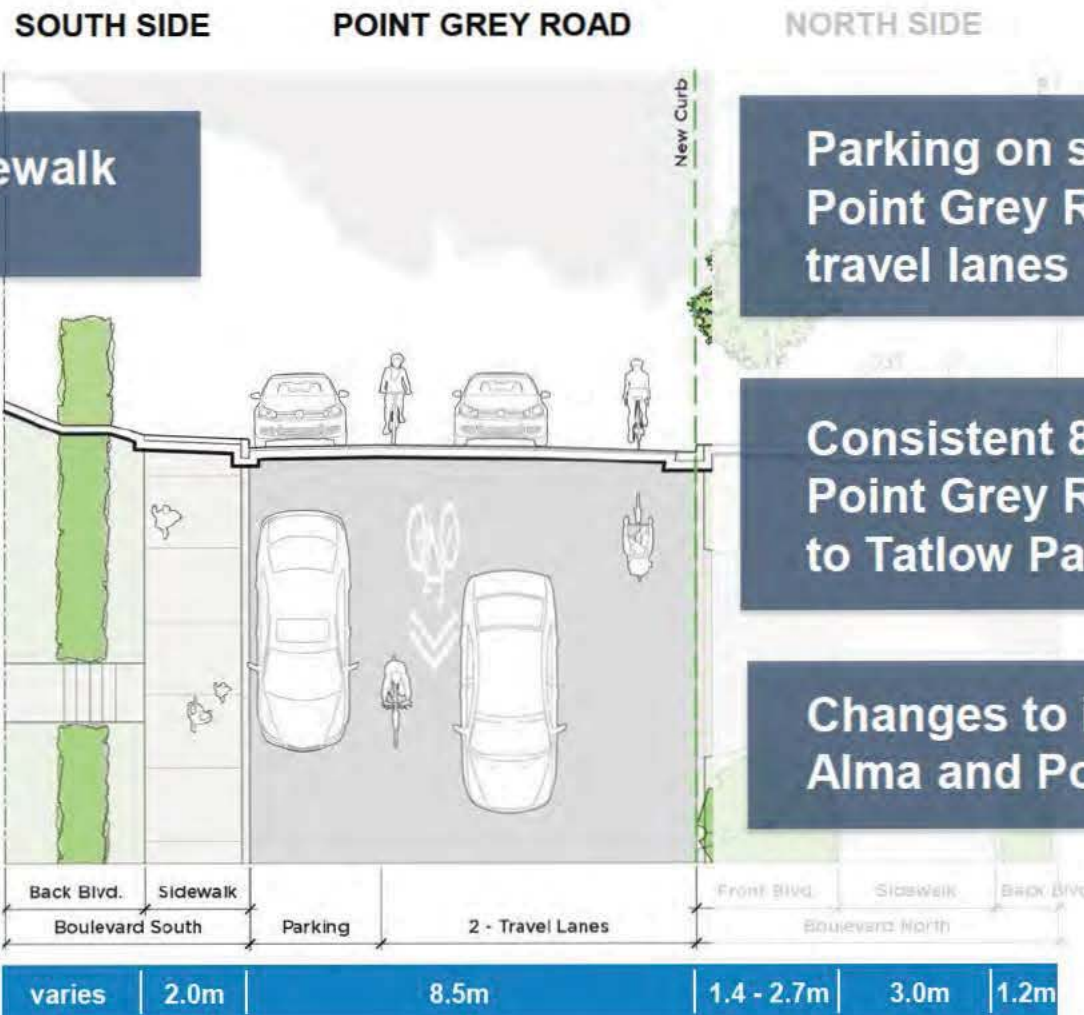 SOUTH SIDE
POINT GREY ROAD
NORTH SIDE
New Curb
ewalk
Parking on s
Point Grey R
travel lanes
Consistent 8
Point Grey R
to Tatlow Pa
Changes to
Alma and Po
Back Blvd.
Sidewalk
Front Blvd.
Sidewalk
Back Blvd
Boulevard South
Parking
2 - Travel Lanes
Boulevard North
varies
2.0m
8.5m
1.4 - 2.7m
3.0m
1.2m